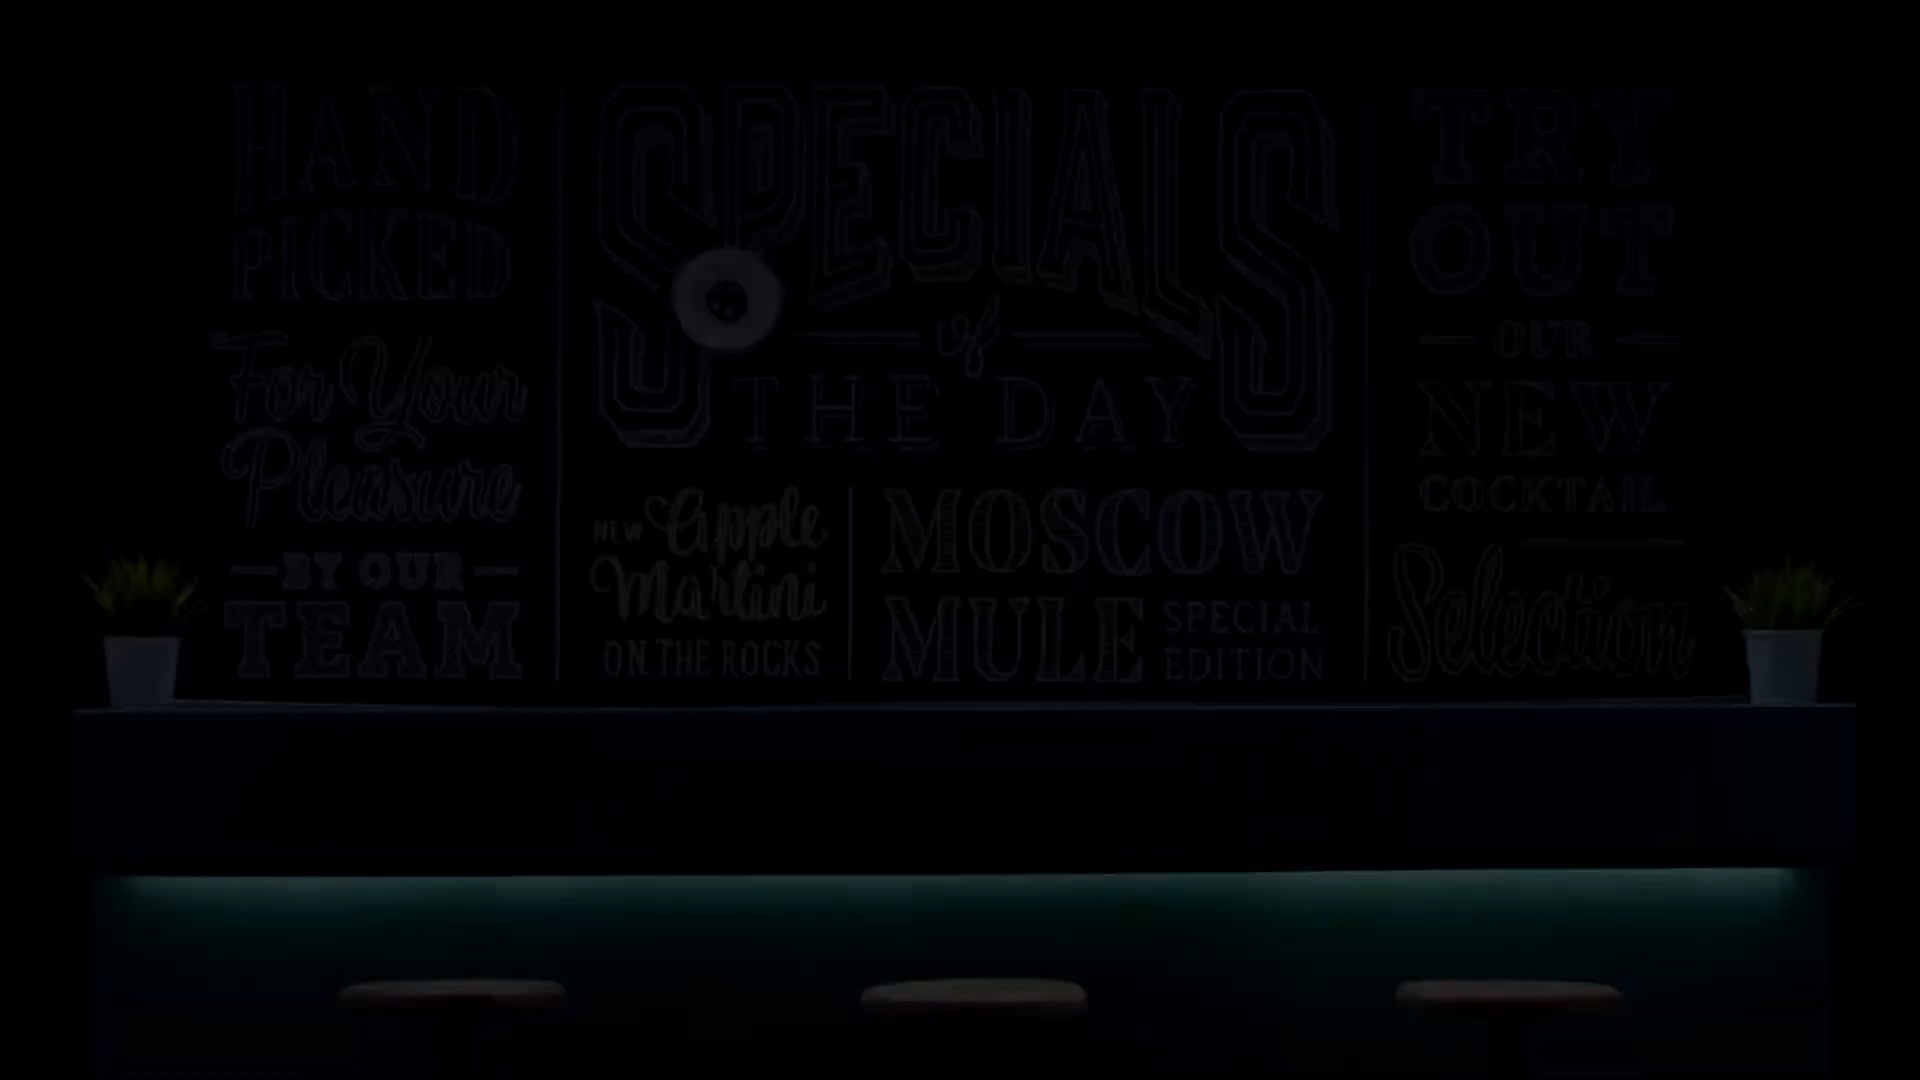 HAND
PICKED
For Your
Pleasure
BY OUR
TEAM
SPECIALS
of
THE DAY
NEW Apple
Martini
ON THE ROCKS
MOSCOW
MULE SPECIAL
EDITION
TRY
OUT
OUR
NEW
COCKTAIL
Selection